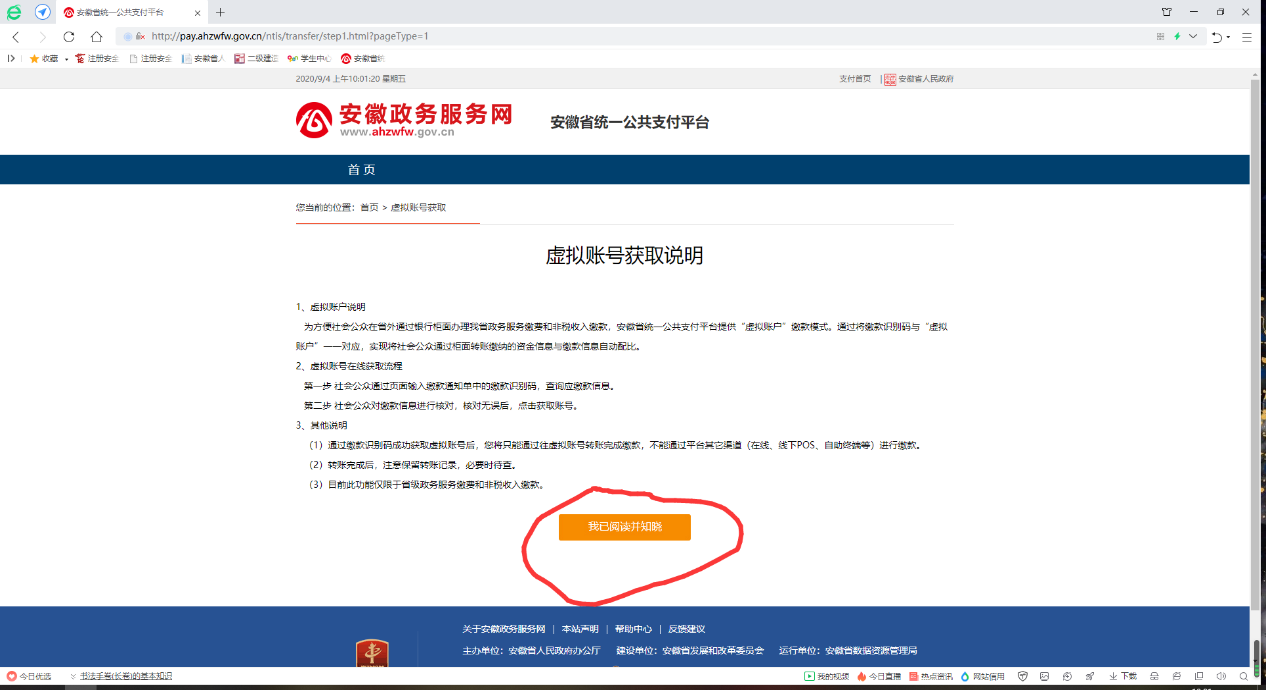 安徽省统一公共支付平台
http://pay.ahzwfw.gov.cn/ntis/transfer/step1.html?pageType=1
收藏 注册安全 注册安全 安徽省人 二级建造 学生中心 安徽省统
2020/9/4 上午10:01:20 星期五 支付首页 | 安徽省人民政府
安徽政务服务网
www.ahzwfw.gov.cn
安徽省统一公共支付平台
首 页
您当前的位置：首页 > 虚拟账号获取
虚拟账号获取说明
1、虚拟账户说明
为方便社会公众在省外通过银行柜面办理我省政务服务缴费和非税收入缴款，安徽省统一公共支付平台提供“虚拟账户”缴款模式。通过将缴款识别码与“虚拟
账户”一一对应，实现将社会公众通过柜面转账缴纳的资金信息与缴款信息自动配比。
2、虚拟账号在线获取流程
第一步 社会公众通过页面输入缴款通知单中的缴款识别码，查询应缴款信息。
第二步 社会公众对缴款信息进行核对，核对无误后，点击获取账号。
3、其他说明
（1）通过缴款识别码成功获取虚拟账号后，您将只能通过往虚拟账号转账完成缴款，不能通过平台其它渠道（在线、线下POS、自动终端等）进行缴款。
（2）转账完成后，注意保留转账记录，必要时待查。
（3）目前此功能仅限于省级政务服务缴费和非税收入缴款。
我已阅读并知晓
关于安徽政务服务网 | 本站声明 | 帮助中心 | 反馈建议
主办单位：安徽省人民政府办公厅 建设单位：安徽省发展和改革委员会 运行单位：安徽省数据资源管理局
今日优选 书法手卷(长卷)的基本知识 我的视频 今日直播 热点资讯 网站信用 下载